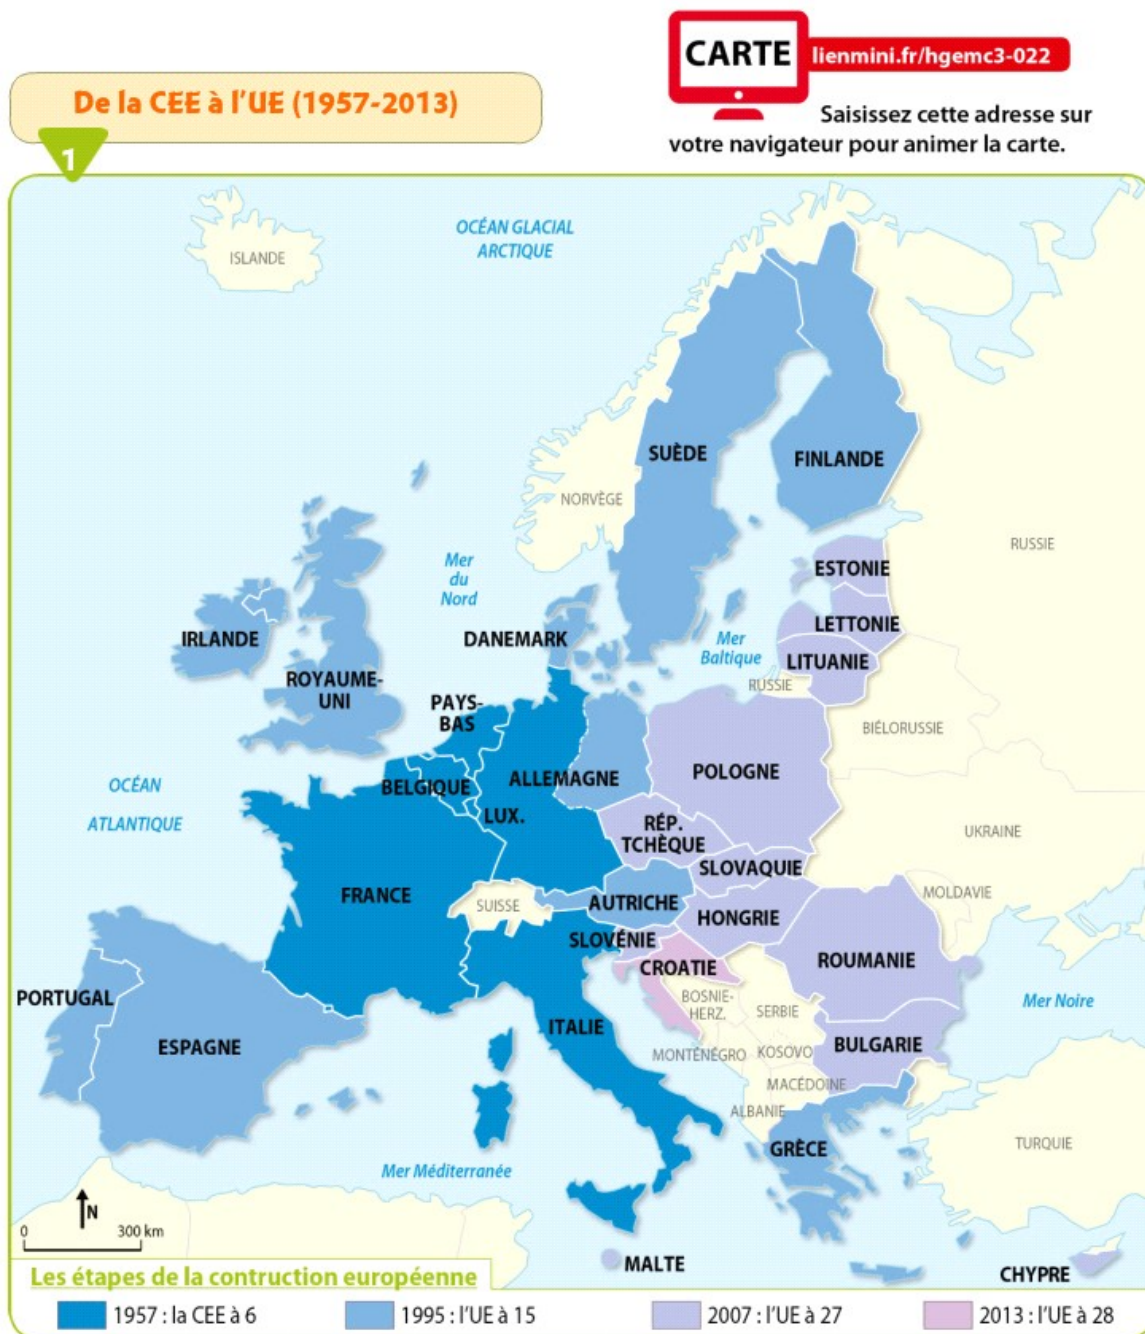 CARTE
lienmini.fr/hgemc3-022
De la CEE à l'UE (1957-2013)
Saisissez cette adresse sur
votre navigateur pour animer la carte.
1
OCÉAN GLACIAL
ARCTIQUE
ISLANDE
SUÈDE
FINLANDE
NORVÈGE
RUSSIE
Mer
du
Nord
ESTONIE
LETTONIE
IRLANDE
DANEMARK
Mer
Baltique
LITUANIE
RUSSIE
ROYAUME-
UNI
PAYS-
BAS
BIÉLORUSSIE
OCÉAN
ATLANTIQUE
BELGIQUE
ALLEMAGNE
POLOGNE
LUX.
RÉP.
TCHÈQUE
UKRAINE
SLOVAQUIE
FRANCE
SUISSE
AUTRICHE
HONGRIE
MOLDAVIE
SLOVÉNIE
CROATIE
ROUMANIE
PORTUGAL
BOSNIE-
HERZ.
SERBIE
Mer Noire
ESPAGNE
ITALIE
MONTÉNÉGRO
KOSOVO
BULGARIE
MACÉDOINE
ALBANIE
GRÈCE
TURQUIE
Mer Méditerranée
N
0 300 km
MALTE
CHYPRE
Les étapes de la contruction européenne
1957 : la CEE à 6
1995 : l'UE à 15
2007 : l'UE à 27
2013 : l'UE à 28